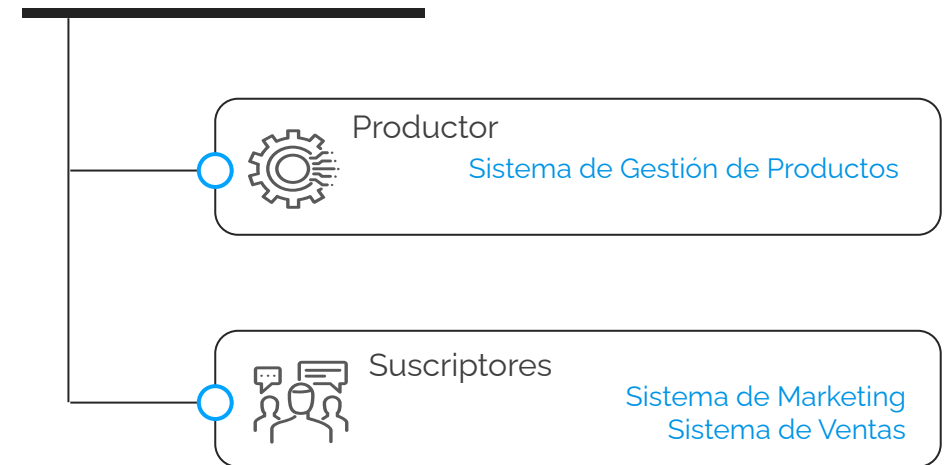 Productor
Sistema de Gestión de Productos
Suscriptores
Sistema de Marketing
Sistema de Ventas